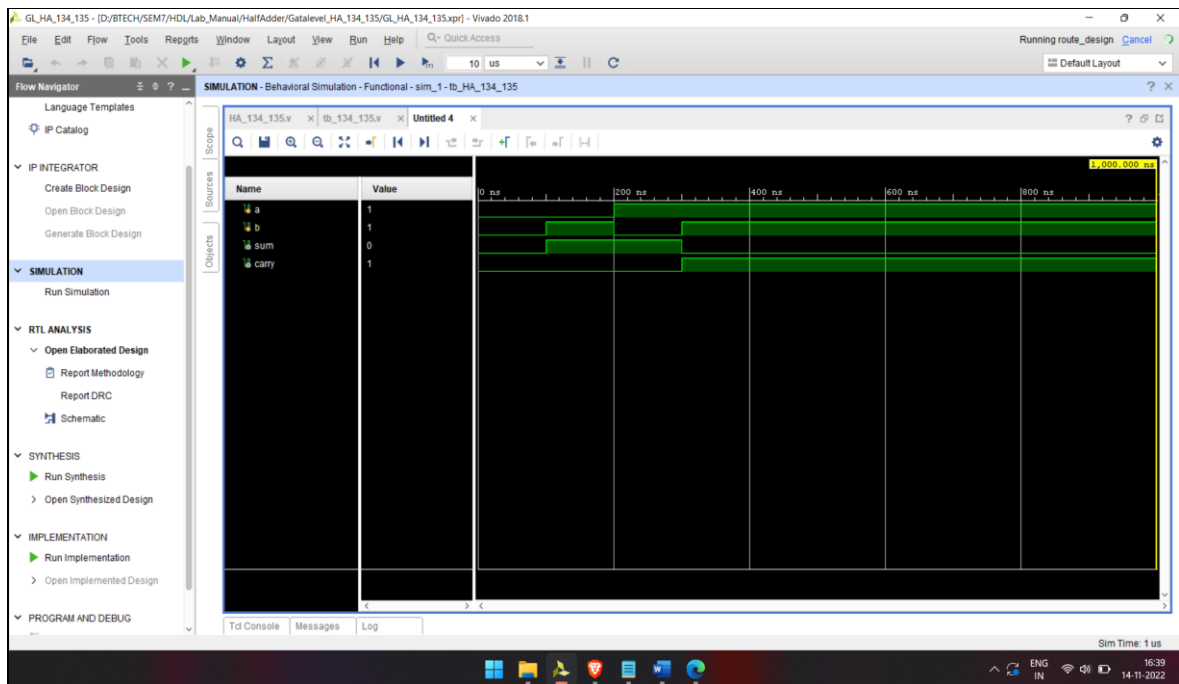 GL_HA_134_135 - [D:/BTECH/SEM7/HDL/Lab_Manual/HalfAdder/Gatalevel_HA_134_135/GL_HA_134_135.xpr] - Vivado 2018.1
File Edit Flow Tools Reports Window Layout View Run Help Quick Access Running route_design Cancel
10 us Default Layout
Flow Navigator SIMULATION - Behavioral Simulation - Functional - sim_1 - tb_HA_134_135
Language Templates
IP Catalog
IP INTEGRATOR
Create Block Design
Open Block Design
Generate Block Design
SIMULATION
Run Simulation
RTL ANALYSIS
Open Elaborated Design
Report Methodology
Report DRC
Schematic
SYNTHESIS
Run Synthesis
Open Synthesized Design
IMPLEMENTATION
Run Implementation
Open Implemented Design
PROGRAM AND DEBUG
Scope
Sources
Objects
HA_134_135.v tb_134_135.v Untitled 4
1,000.000 ns
Name Value 0 ns 200 ns 400 ns 600 ns 800 ns
a 1
b 1
sum 0
carry 1
Tcl Console Messages Log
Sim Time: 1 us
ENG
IN
16:39
14-11-2022